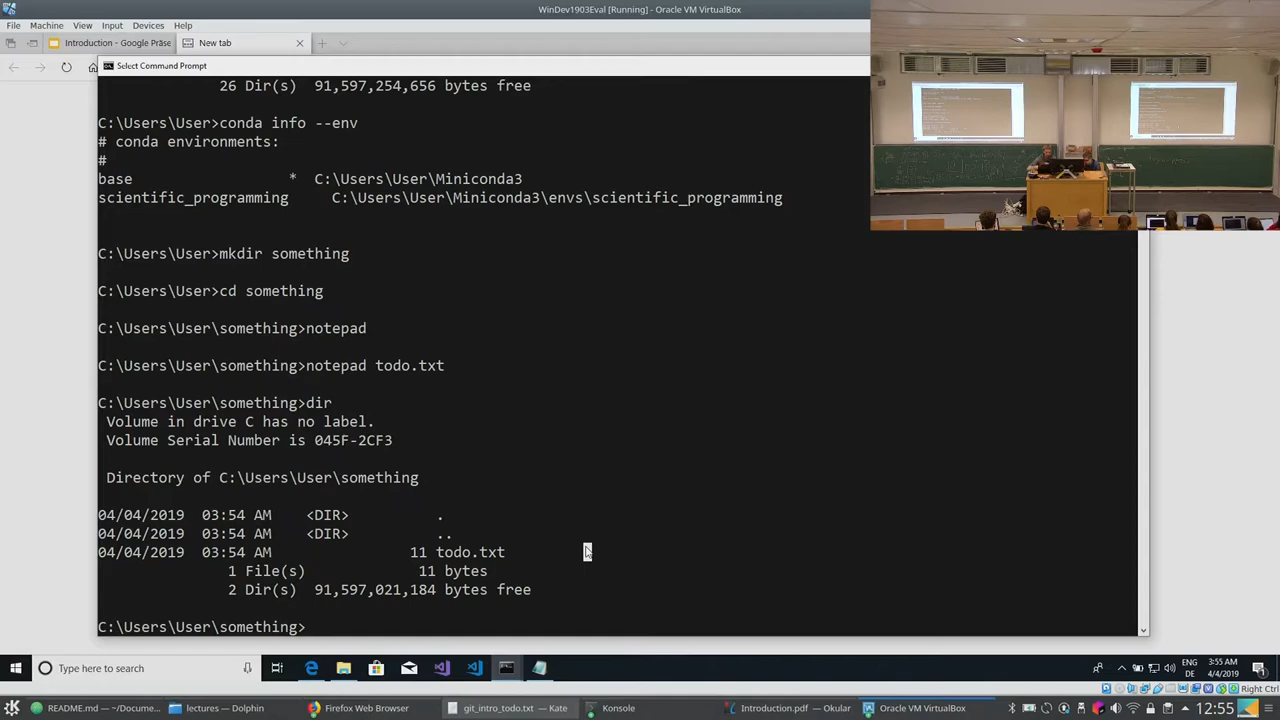 WinDev1903Eval [Running] - Oracle VM VirtualBox
File Machine View Input Devices Help
Introduction - Google Präse
New tab
Select Command Prompt
26 Dir(s) 91,597,254,656 bytes free
C:\Users\User>conda info --env
# conda environments:
#
base * C:\Users\User\Miniconda3
scientific_programming C:\Users\User\Miniconda3\envs\scientific_programming
C:\Users\User>mkdir something
C:\Users\User>cd something
C:\Users\User\something>notepad
C:\Users\User\something>notepad todo.txt
C:\Users\User\something>dir
Volume in drive C has no label.
Volume Serial Number is 045F-2CF3
Directory of C:\Users\User\something
04/04/2019 03:54 AM <DIR> .
04/04/2019 03:54 AM <DIR> ..
04/04/2019 03:54 AM 11 todo.txt
1 File(s) 11 bytes
2 Dir(s) 91,597,021,184 bytes free
C:\Users\User\something>
Type here to search
ENG
DE
3:55 AM
4/4/2019
1
Right Ctrl
README.md — ~/Docume...
lectures — Dolphin
Firefox Web Browser
git_intro_todo.txt — Kate
Konsole
Introduction.pdf — Okular
Oracle VM VirtualBox
12:55